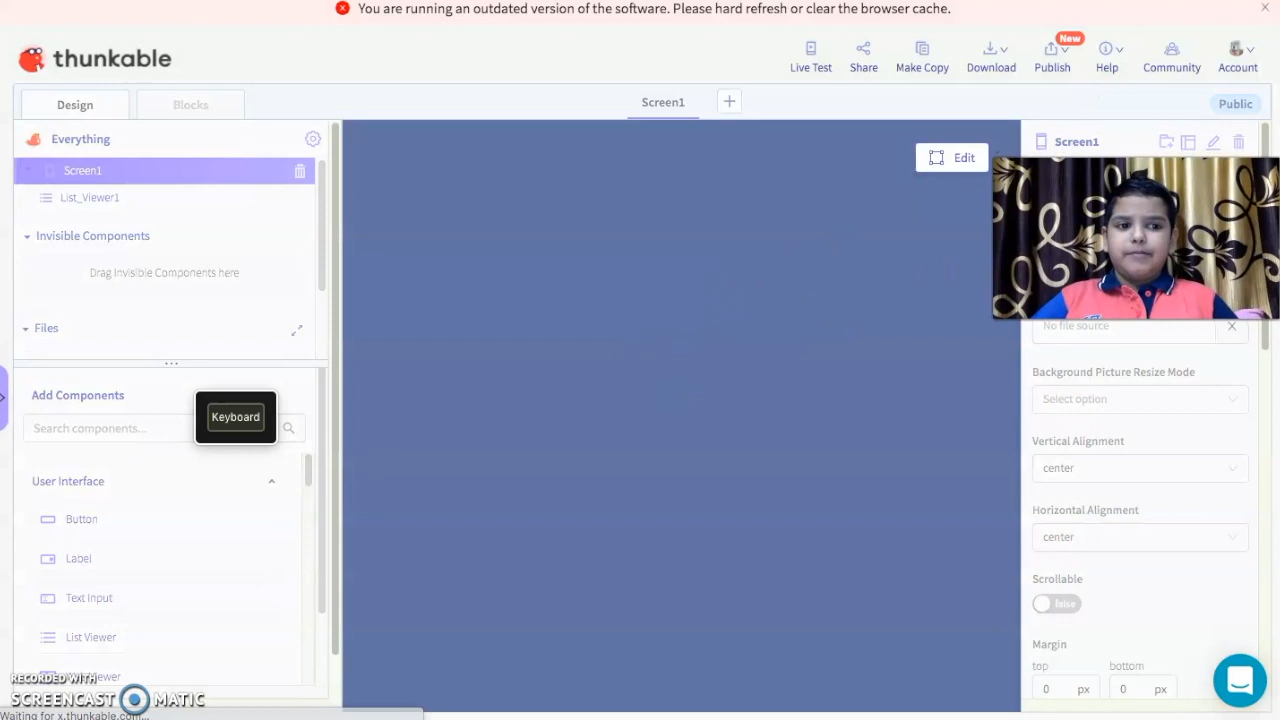 You are running an outdated version of the software. Please hard refresh or clear the browser cache.
thunkable
New
Live Test
Share
Make Copy
Download
Publish
Help
Community
Account
Design
Blocks
Screen1
Public
Everything
Screen1
Edit
Screen1
List_Viewer1
Invisible Components
Drag Invisible Components here
Files
No file source
Background Picture Resize Mode
Add Components
Select option
Keyboard
Search components...
Vertical Alignment
center
User Interface
Horizontal Alignment
Button
center
Label
Scrollable
Text Input
false
List Viewer
Margin
top
bottom
RECORDED WITH
0 px
0 px
SCREENCAST MATIC
Waiting for x.thunkable.com...